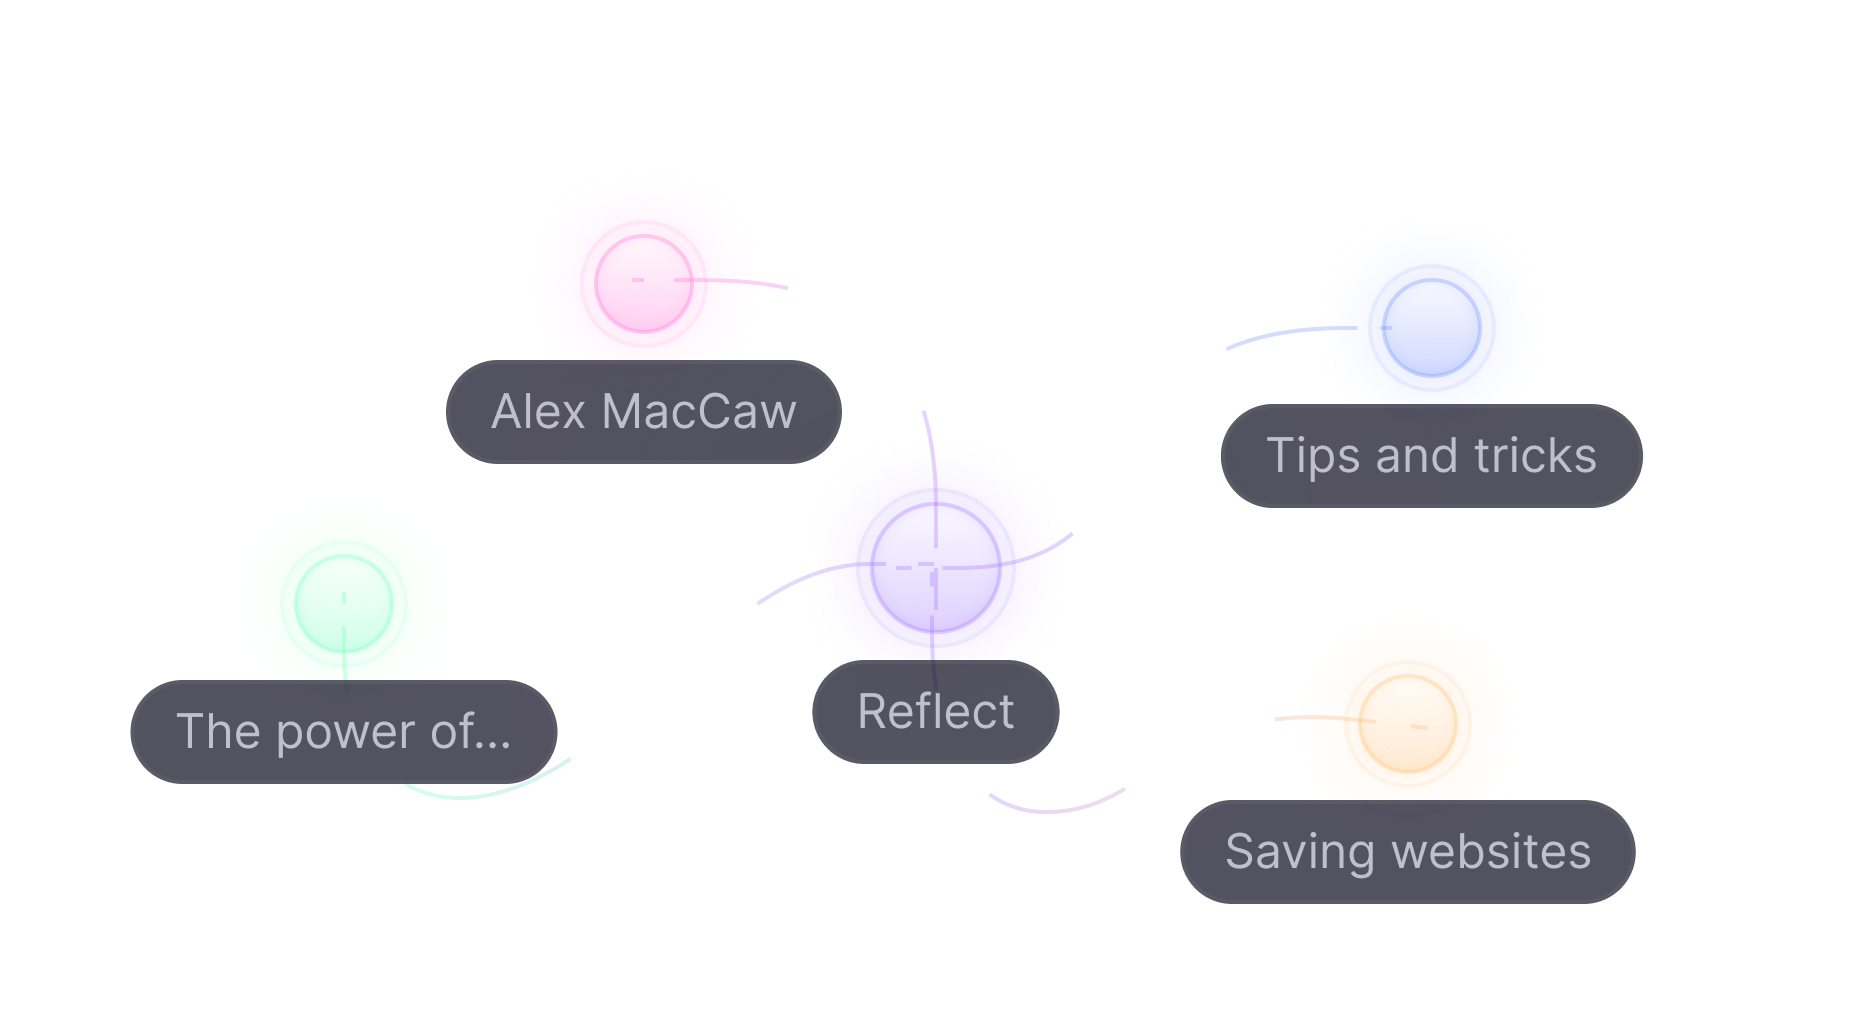 Alex MacCaw
Tips and tricks
The power of...
Reflect
Saving websites